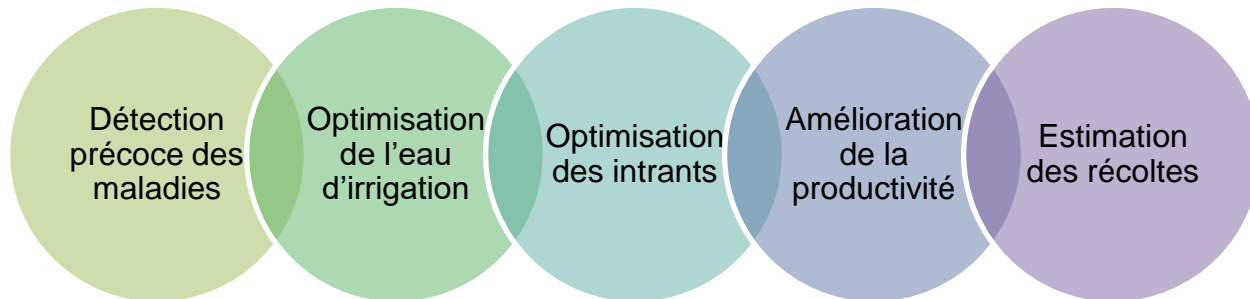 Détection
précoce des
maladies
Optimisation
de l’eau
d’irrigation
Optimisation
des intrants
Amélioration
de la
productivité
Estimation
des récoltes